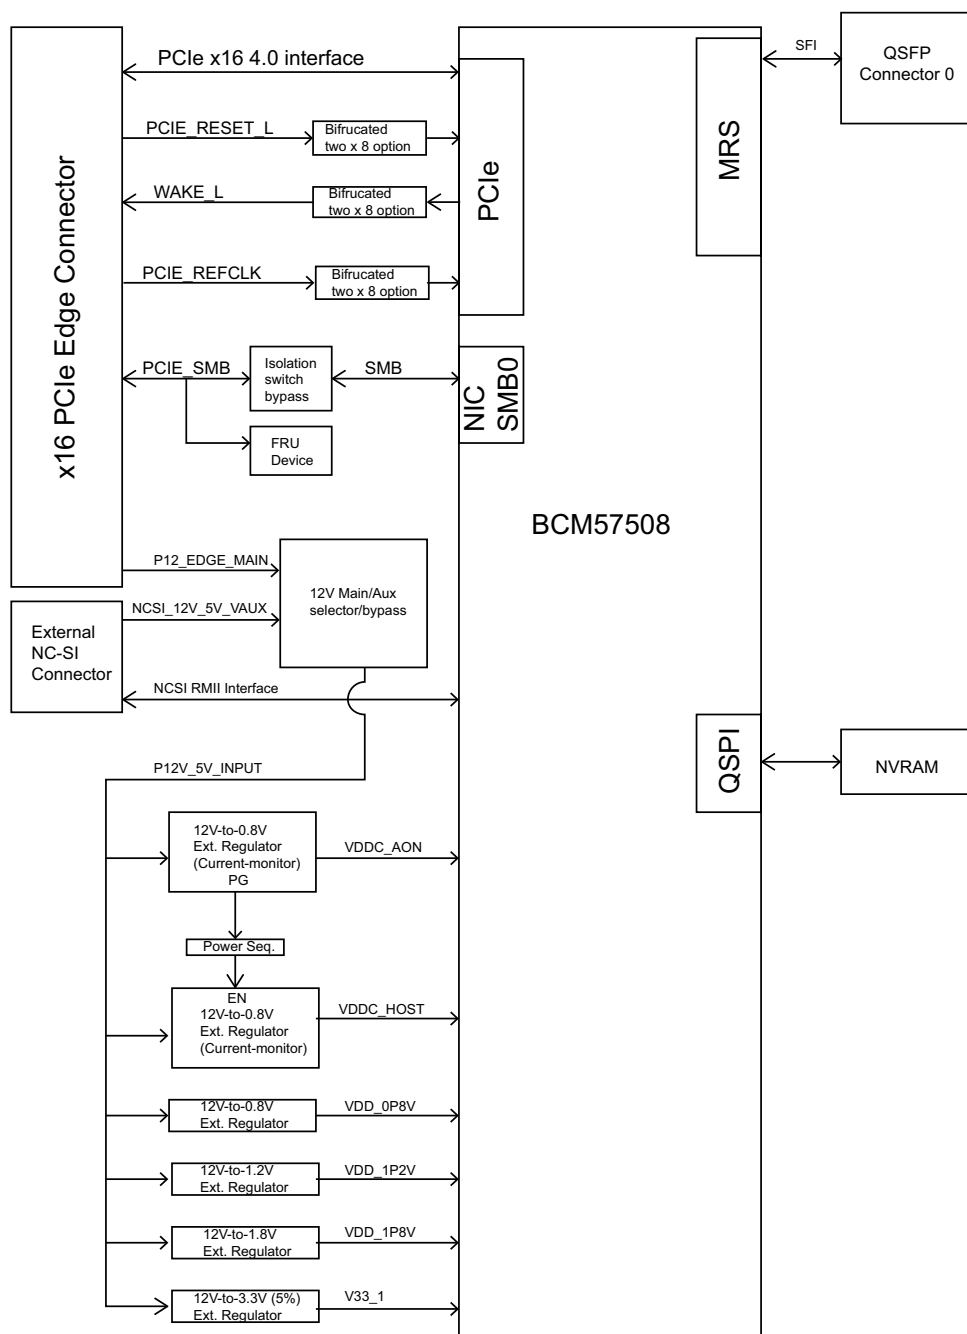 PCIe x16 4.0 interface
SFI
QSFP
Connector 0
PCIE_RESET_L
Bifrucated
two x 8 option
MRS
x16 PCIe Edge Connector
WAKE_L
Bifrucated
two x 8 option
PCIe
PCIE_REFCLK
Bifrucated
two x 8 option
PCIE_SMB
Isolation
switch
bypass
SMB
NIC
SMB0
FRU
Device
BCM57508
P12_EDGE_MAIN
12V Main/Aux
selector/bypass
NCSI_12V_5V_VAUX
External
NC-SI
Connector
NCSI RMII Interface
QSPI
NVRAM
P12V_5V_INPUT
12V-to-0.8V
Ext. Regulator
(Current-monitor)
PG
VDDC_AON
Power Seq.
EN
12V-to-0.8V
Ext. Regulator
(Current-monitor)
VDDC_HOST
12V-to-0.8V
Ext. Regulator
VDD_0P8V
12V-to-1.2V
Ext. Regulator
VDD_1P2V
12V-to-1.8V
Ext. Regulator
VDD_1P8V
12V-to-3.3V (5%)
Ext. Regulator
V33_1